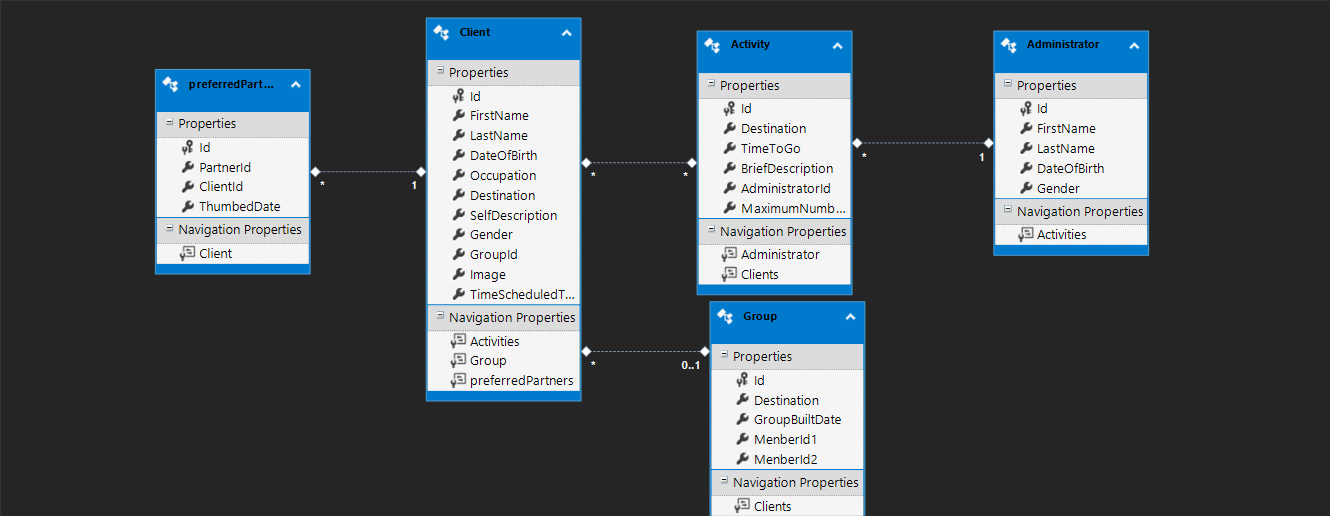 preferredPart...
Properties
Id
PartnerId
ClientId
ThumbedDate
Navigation Properties
Client
*
1
Client
Properties
Id
FirstName
LastName
DateOfBirth
Occupation
Destination
SelfDescription
Gender
GroupId
Image
TimeScheduledT...
Navigation Properties
Activities
Group
preferredPartners
*
*
Activity
Properties
Id
Destination
TimeToGo
BriefDescription
AdministratorId
MaximumNumb...
Navigation Properties
Administrator
Clients
*
1
Administrator
Properties
Id
FirstName
LastName
DateOfBirth
Gender
Navigation Properties
Activities
*
0..1
Group
Properties
Id
Destination
GroupBuiltDate
MenberId1
MenberId2
Navigation Properties
Clients